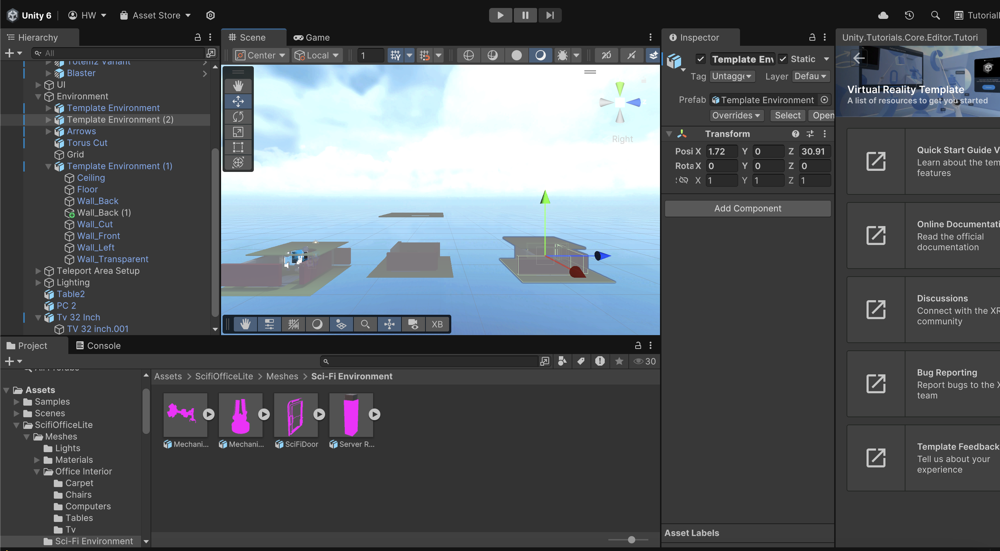 Unity 6
HW
Asset Store
Tutorial
Hierarchy
All
Totem2 Variant
Blaster
UI
Environment
Template Environment
Template Environment (2)
Arrows
Torus Cut
Grid
Template Environment (1)
Ceiling
Floor
Wall_Back
Wall_Back (1)
Wall_Cut
Wall_Front
Wall_Left
Wall_Transparent
Teleport Area Setup
Lighting
Table2
PC 2
Tv 32 Inch
TV 32 inch.001
Scene
Game
Center
Local
1
2D
Right
XB
Inspector
Template En
Static
Tag
Untagge
Layer
Defau
Prefab
Template Environment
Overrides
Select
Open
Transform
Posi X 1.72 Y 0 Z 30.91
Rota X 0 Y 0 Z 0
X 1 Y 1 Z 1
Add Component
Asset Labels
Unity.Tutorials.Core.Editor.Tutori
Virtual Reality Template
A list of resources to get you started
Quick Start Guide V
Learn about the tem
features
Online Documentati
Read the official
documentation
Discussions
Connect with the XR
community
Bug Reporting
Report bugs to the X
team
Template Feedback
Tell us about your
experience
Project
Console
30
All Prefabs
Assets
Samples
Scenes
ScifiOfficeLite
Meshes
Lights
Materials
Office Interior
Carpet
Chairs
Computers
Tables
Tv
Sci-Fi Environment
Assets > ScifiOfficeLite > Meshes > Sci-Fi Environment
Mechani...
Mechani...
SciFiDoor
Server R...